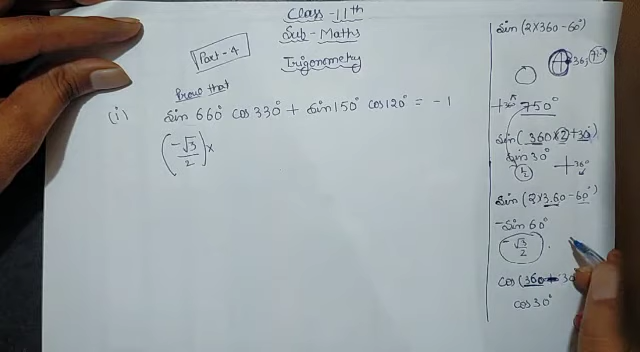 Class - 11th
Sub - Maths
Part - 4
Trigonometry
Prove that
(i) sin 660° cos 330° + sin 150° cos 120° = -1
(-√3/2) ×
sin (2×360-60°)
750°
sin (360×2+30°)
sin 30°
1/2
sin (2×360-60°)
-sin 60°
-√3/2
cos (360 30
cos 30°